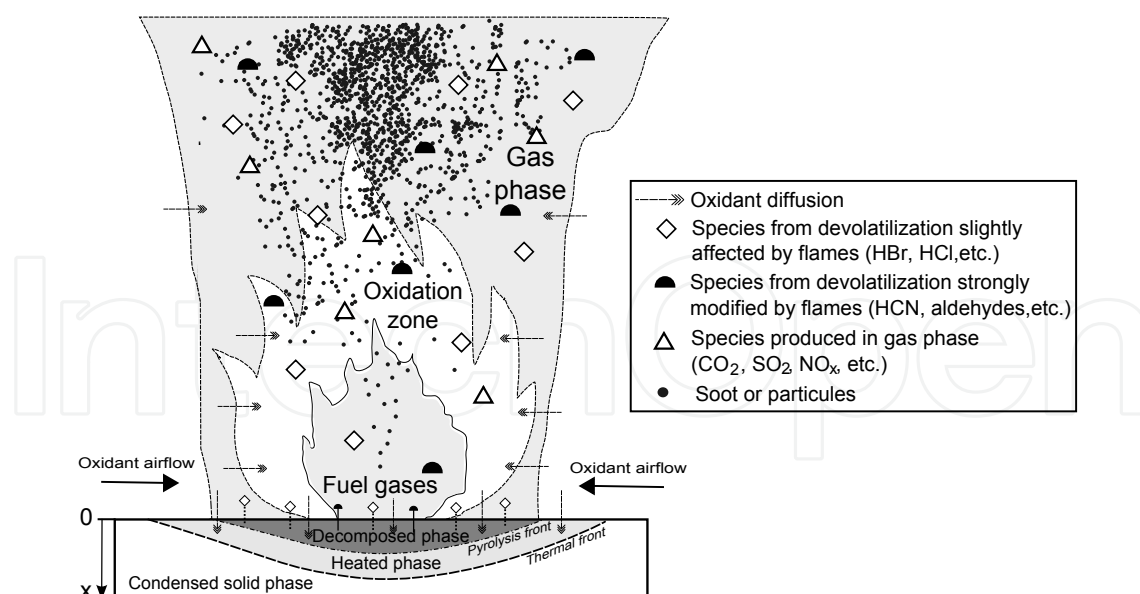 Gas
phase
Oxidation
zone
Fuel gases
Oxidant airflow
Oxidant airflow
0
Decomposed phase
Pyrolysis front
Thermal front
Heated phase
Condensed solid phase
x
Oxidant diffusion
Species from devolatilization slightly
affected by flames (HBr, HCl,etc.)
Species from devolatilization strongly
modified by flames (HCN, aldehydes,etc.)
Species produced in gas phase
(CO2, SO2, NOx, etc.)
Soot or particules
IntechOpen